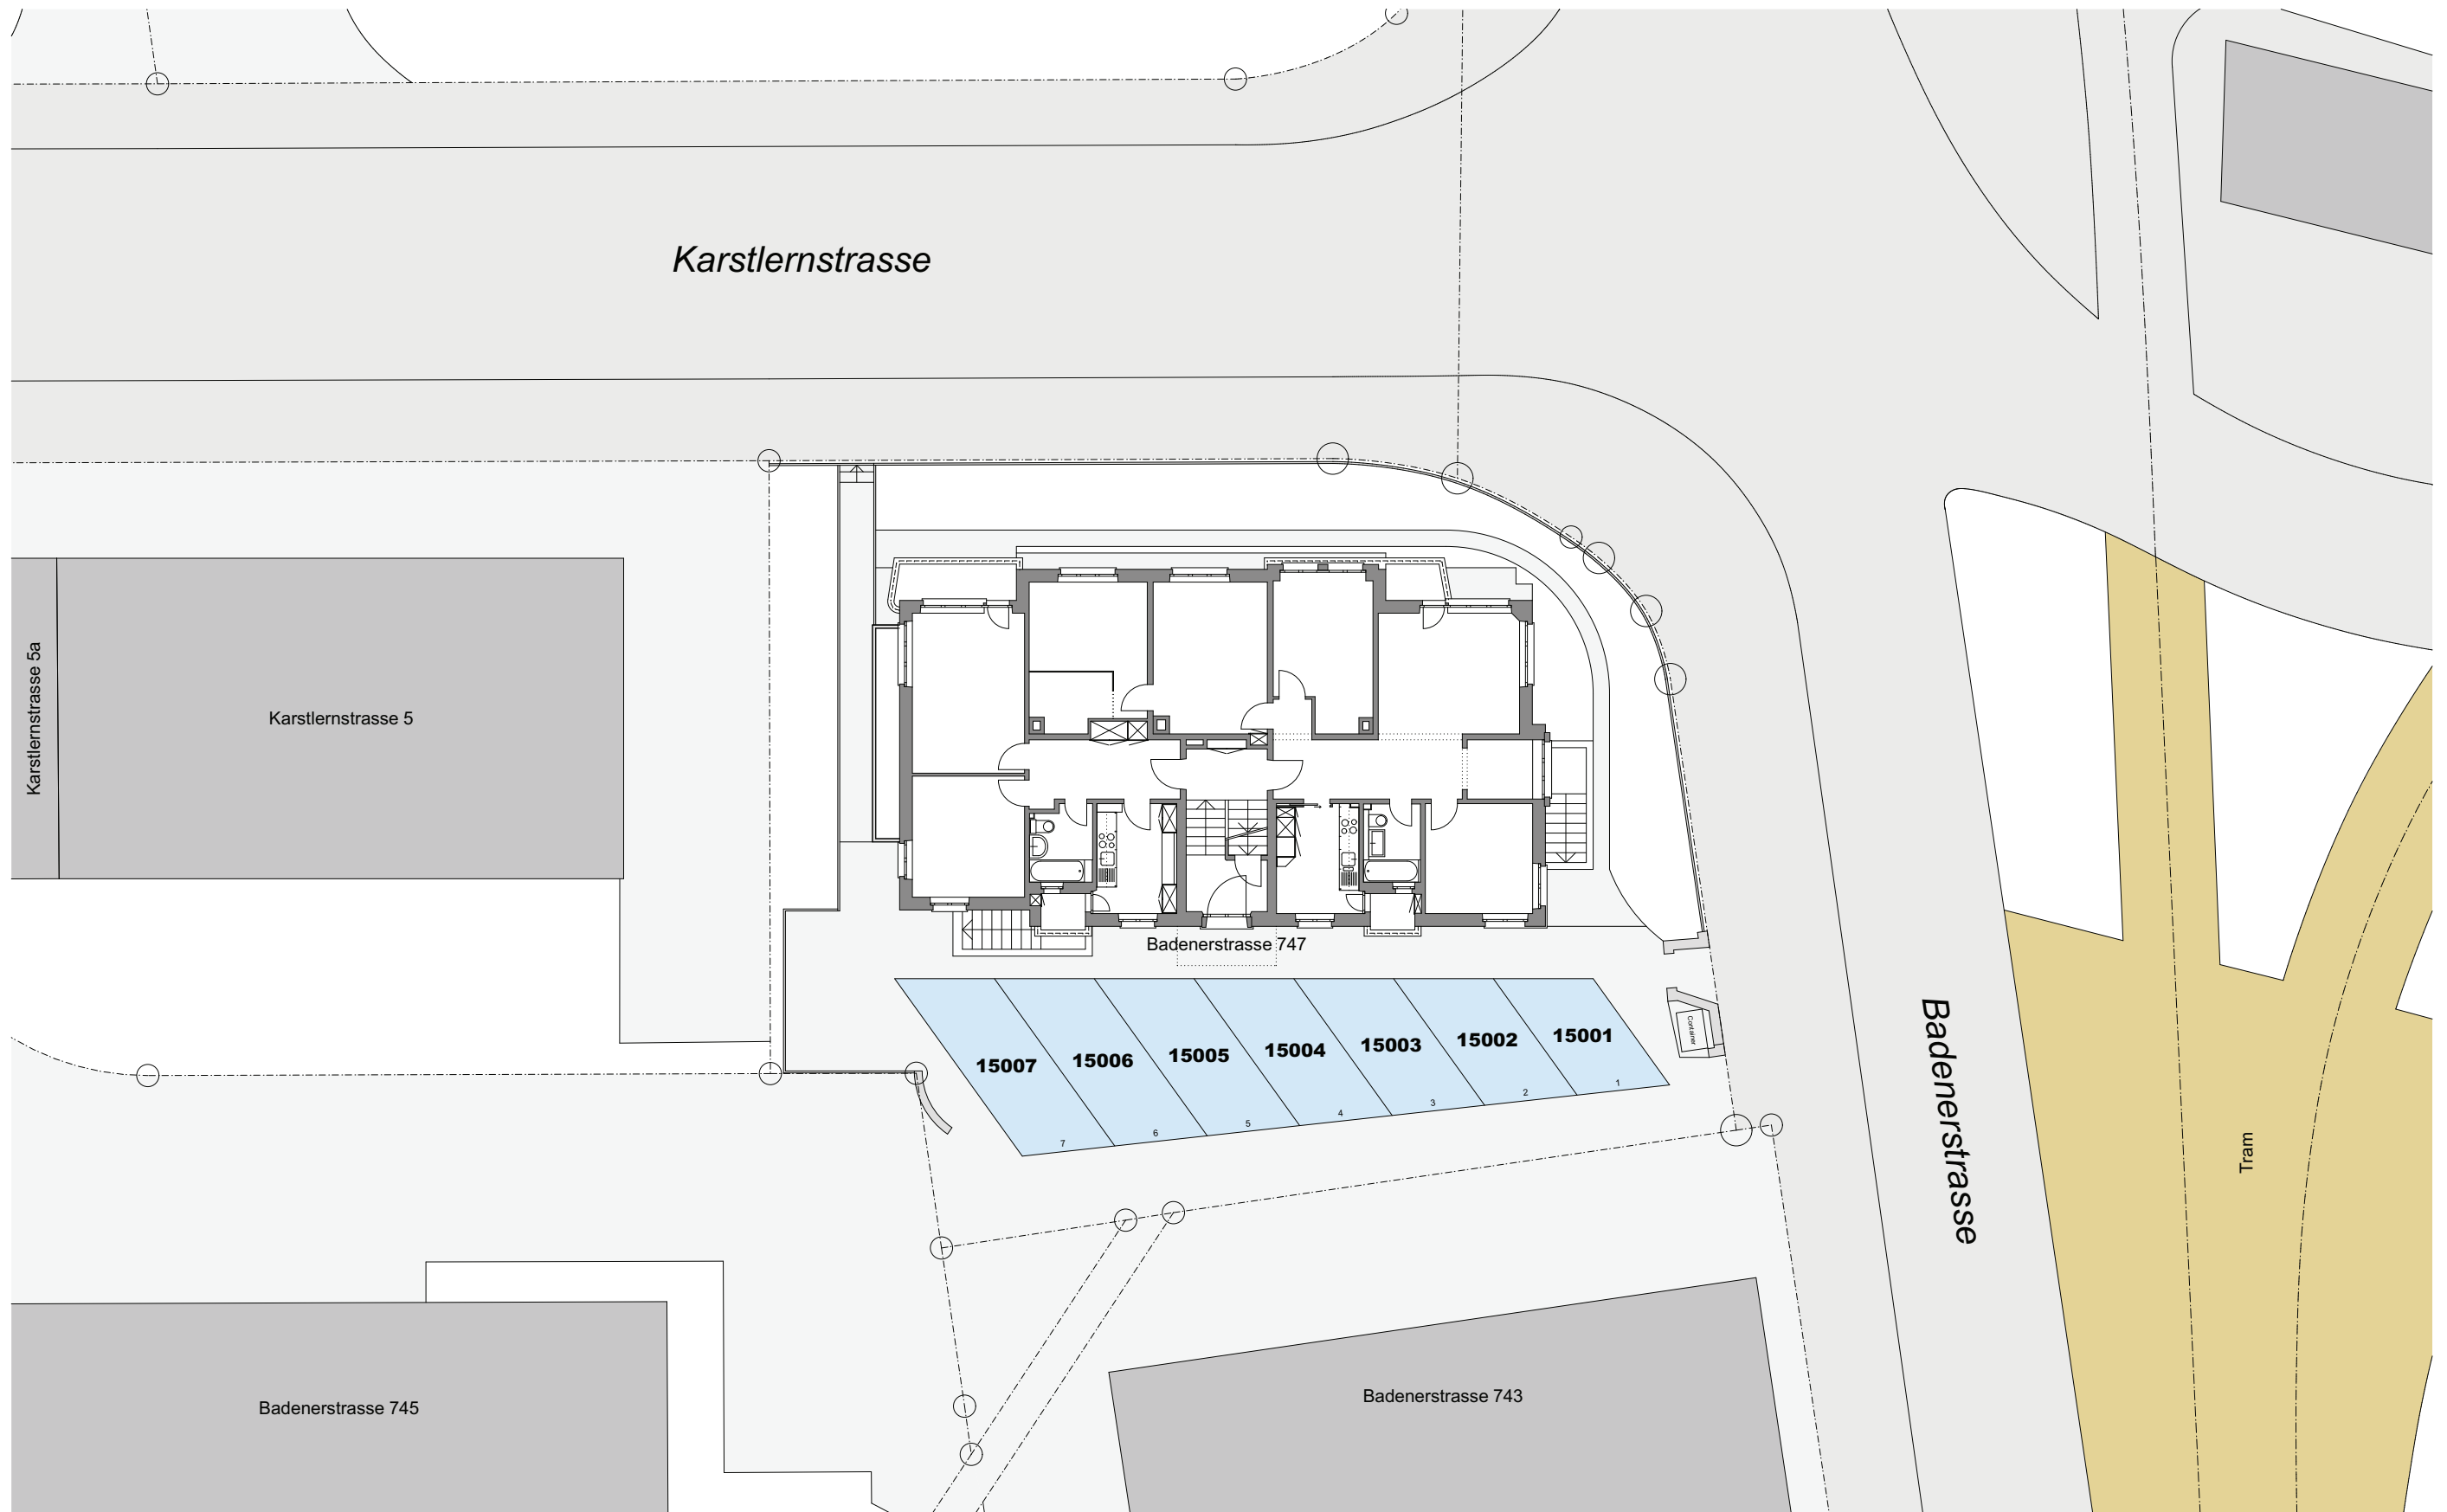 Karstlernstrasse
Karstlernstrasse 5a
Karstlernstrasse 5
Badenerstrasse 747
15007
15006
15005
15004
15003
15002
15001
7
6
5
4
3
2
1
Container
Badenerstrasse
Tram
Badenerstrasse 745
Badenerstrasse 743